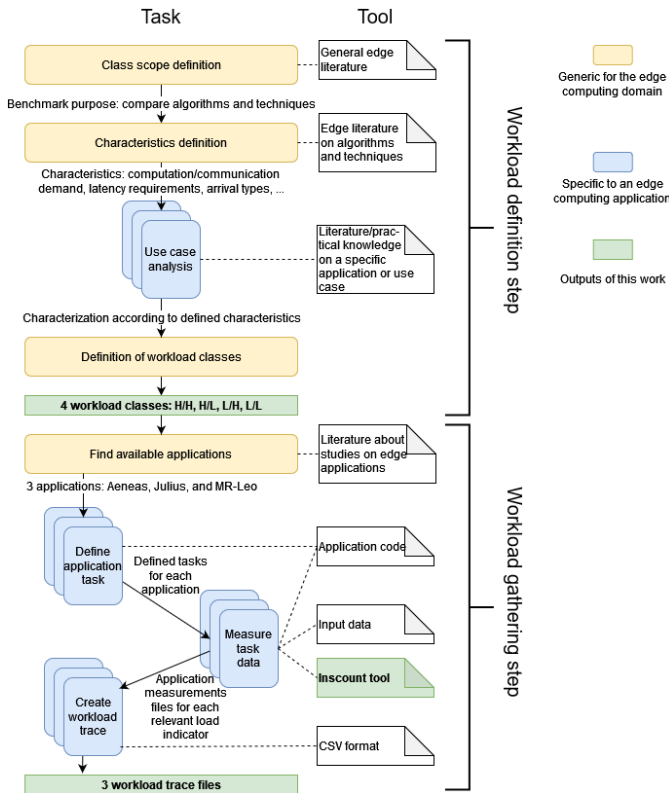 Task
Tool
Class scope definition
General edge
literature
Benchmark purpose: compare algorithms and techniques
Characteristics definition
Edge literature
on algorithms
and techniques
Characteristics: computation/communication
demand, latency requirements, arrival types, ...
Use case
analysis
Literature/prac-
tical knowledge
on a specific
application or use
case
Characterization according to defined characteristics
Definition of workload classes
4 workload classes: H/H, H/L, L/H, L/L
Workload definition step
Generic for the edge
computing domain
Specific to an edge
computing application
Outputs of this work
Find available applications
Literature about
studies on edge
applications
3 applications: Aeneas, Julius, and MR-Leo
Define
application
task
Application code
Defined tasks
for each
application
Measure
task
data
Input data
Inscount tool
Application
measurements
files for each
relevant load
indicator
Create
workload
trace
CSV format
3 workload trace files
Workload gathering step